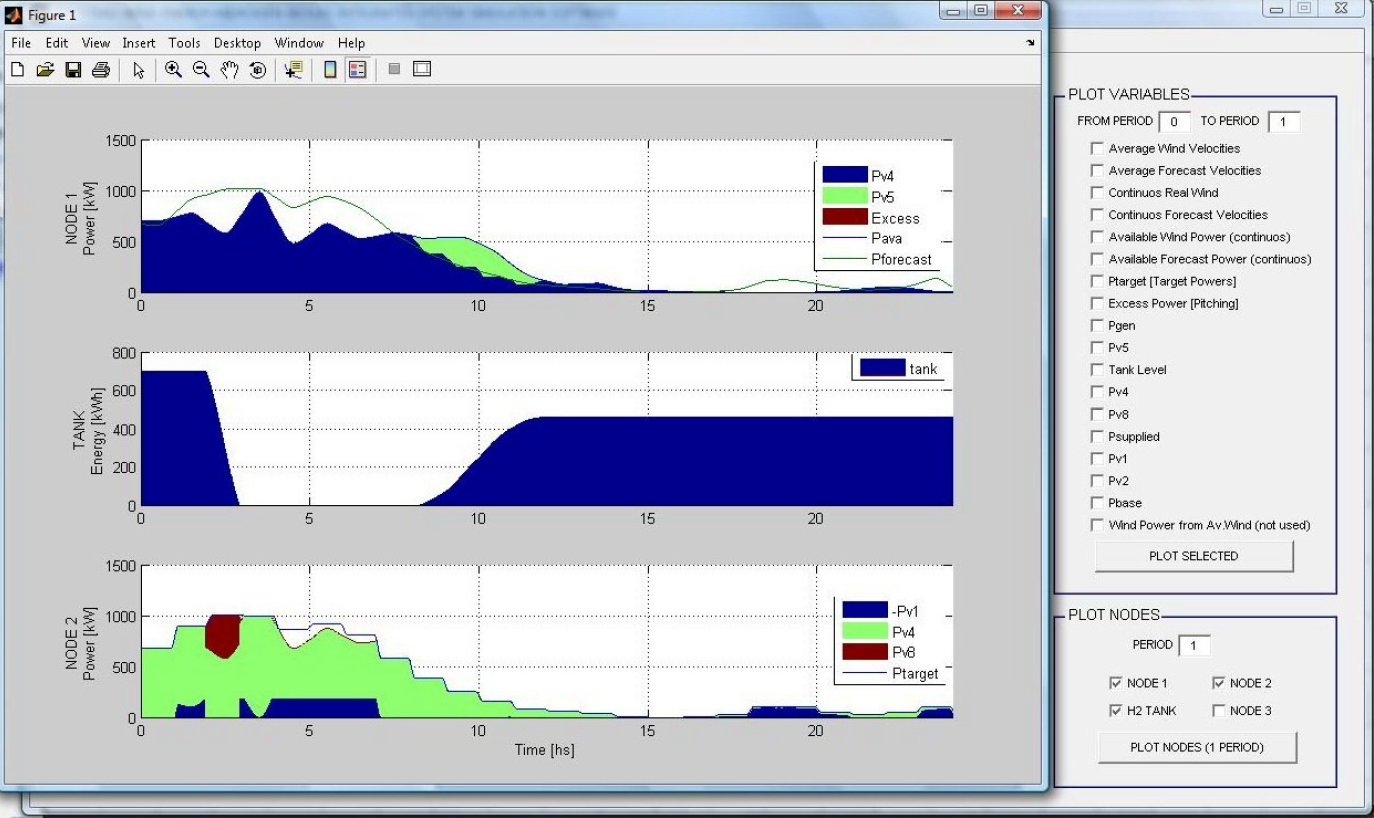 Figure 1
File Edit View Insert Tools Desktop Window Help
NODE 1
Power [kW]
1500
1000
500
0
0 5 10 15 20
Pv4
Pv5
Excess
Pava
Pforecast
TANK
Energy [kWh]
800
600
400
200
0
0 5 10 15 20
tank
NODE 2
Power [kW]
1500
1000
500
0
0 5 10 15 20
Time [hs]
-Pv1
Pv4
Pv8
Ptarget
PLOT VARIABLES
FROM PERIOD 0 TO PERIOD 1
Average Wind Velocities
Average Forecast Velocities
Continuos Real Wind
Continuos Forecast Velocities
Available Wind Power (continuos)
Available Forecast Power (continuos)
Ptarget [Target Powers]
Excess Power [Pitching]
Pgen
Pv5
Tank Level
Pv4
Pv8
Psupplied
Pv1
Pv2
Pbase
Wind Power from Av.Wind (not used)
PLOT SELECTED
PLOT NODES
PERIOD 1
NODE 1 NODE 2
H2 TANK NODE 3
PLOT NODES (1 PERIOD)